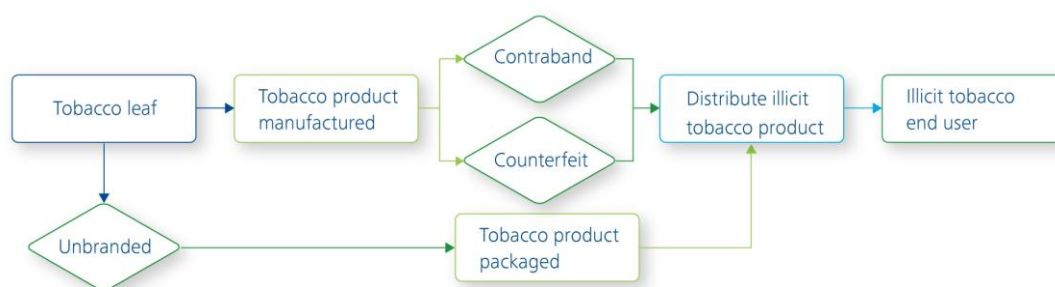 Contraband
Tobacco leaf
Tobacco product
manufactured
Distribute illicit
tobacco product
Illicit tobacco
end user
Counterfeit
Unbranded
Tobacco product
packaged